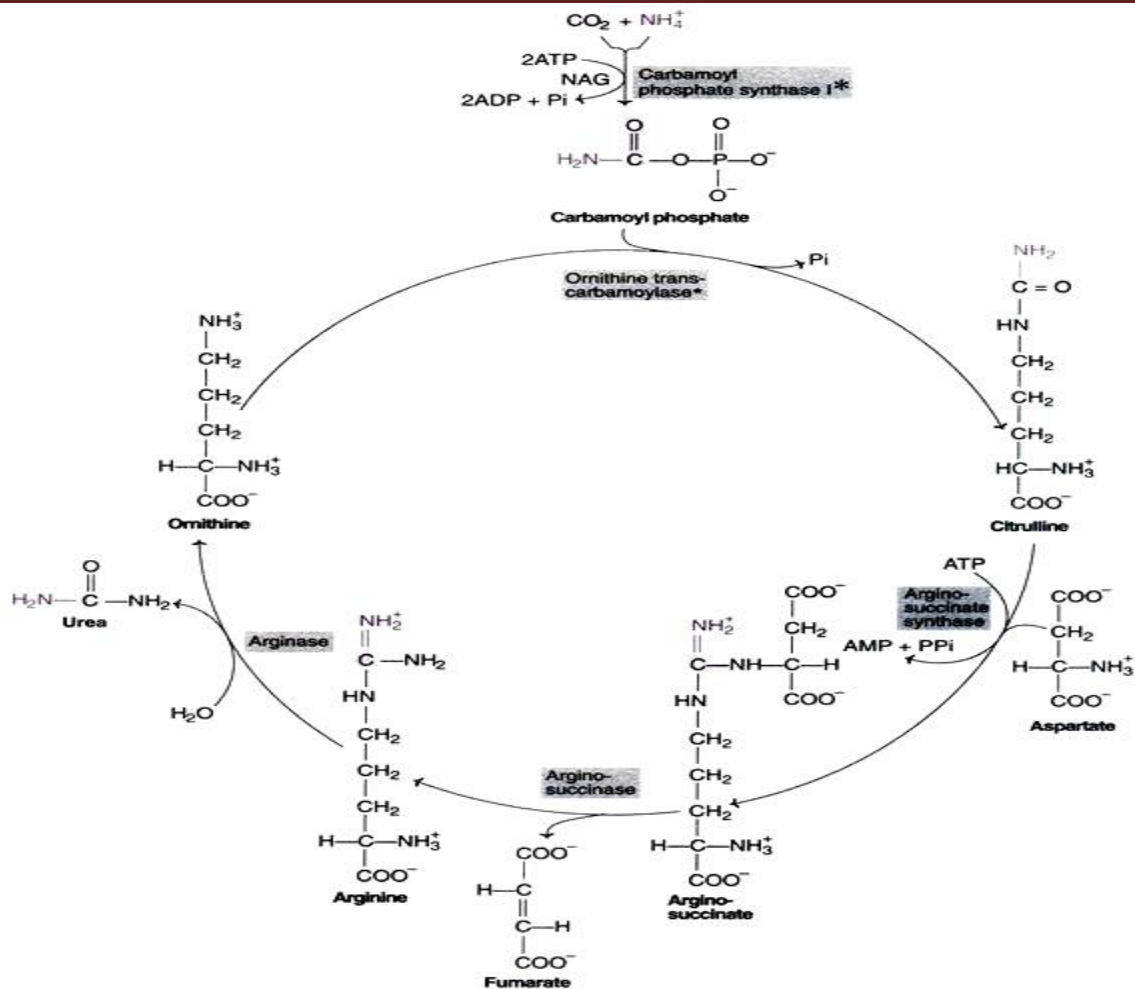 CO₂ + NH₄⁺
2ATP
NAG
2ADP + Pi
Carbamoyl
phosphate synthase I*
O
O
H₂N—C—O—P—O⁻
O⁻
Carbamoyl phosphate
Pi
Ornithine trans-
carbamoylase*
NH₃⁺
CH₂
CH₂
CH₂
H—C—NH₃⁺
COO⁻
Ornithine
NH₂
C = O
HN
CH₂
CH₂
CH₂
HC—NH₃⁺
COO⁻
Citrulline
ATP
Argino-
succinate
synthase
AMP + PPi
COO⁻
CH₂
H—C—NH₃⁺
COO⁻
Aspartate
COO⁻
NH₂⁺
CH₂
C—NH—C—H
HN
COO⁻
CH₂
CH₂
CH₂
H—C—NH₃⁺
COO⁻
Argino-
succinate
Argino-
succinase
COO⁻
H—C
C—H
COO⁻
Fumarate
NH₂⁺
C—NH₂
HN
CH₂
CH₂
CH₂
H—C—NH₃⁺
COO⁻
Arginine
Arginase
H₂O
O
H₂N—C—NH₂
Urea